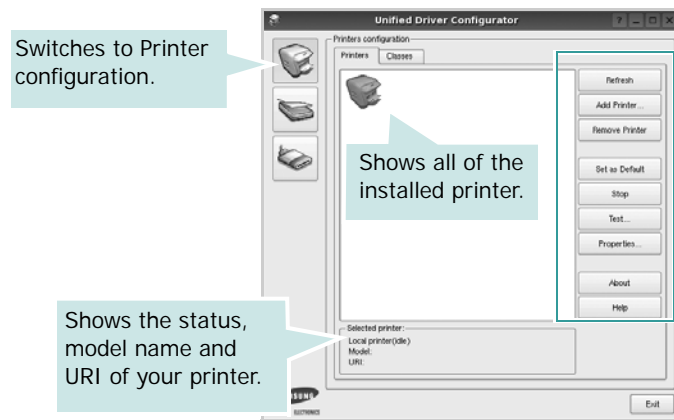 Unified Driver Configurator
Switches to Printer
configuration.
Printers configuration
Printers
Classes
Refresh
Add Printer...
Remove Printer
Set as Default
Stop
Test...
Properties...
About
Help
Shows all of the
installed printer.
Shows the status,
model name and
URI of your printer.
Selected printer:
Local printer(idle)
Model:
URI:
Exit